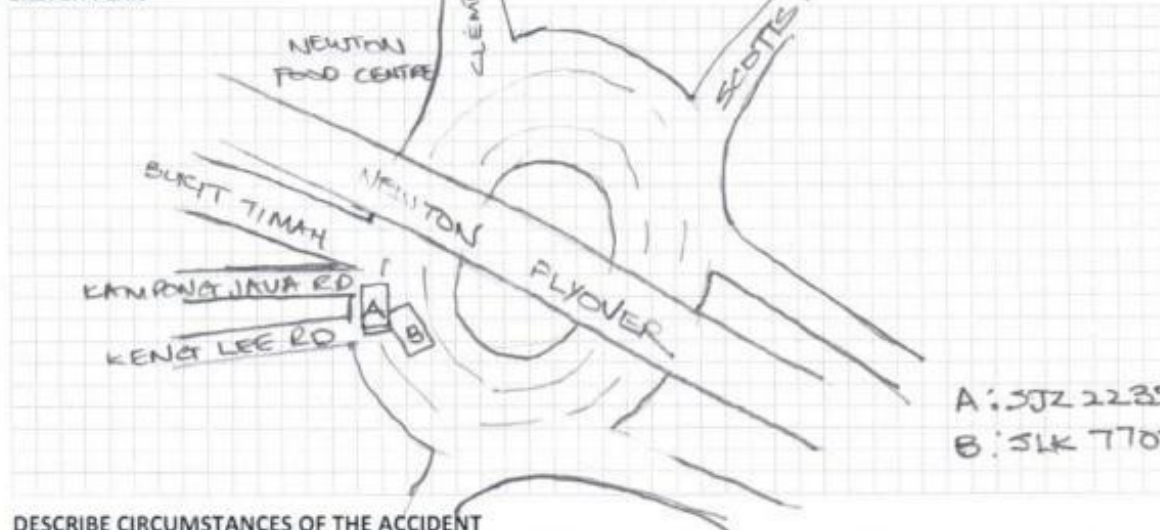 NEWTON
FOOD CENTRE
CLEM
SCOTTS
BUKIT TIMAH
NEWTON FLYOVER
KAMPONG JAVA RD
A
B
KENG LEE RD
A: SJZ 2235
B: SLK 770
DESCRIBE CIRCUMSTANCES OF THE ACCIDENT